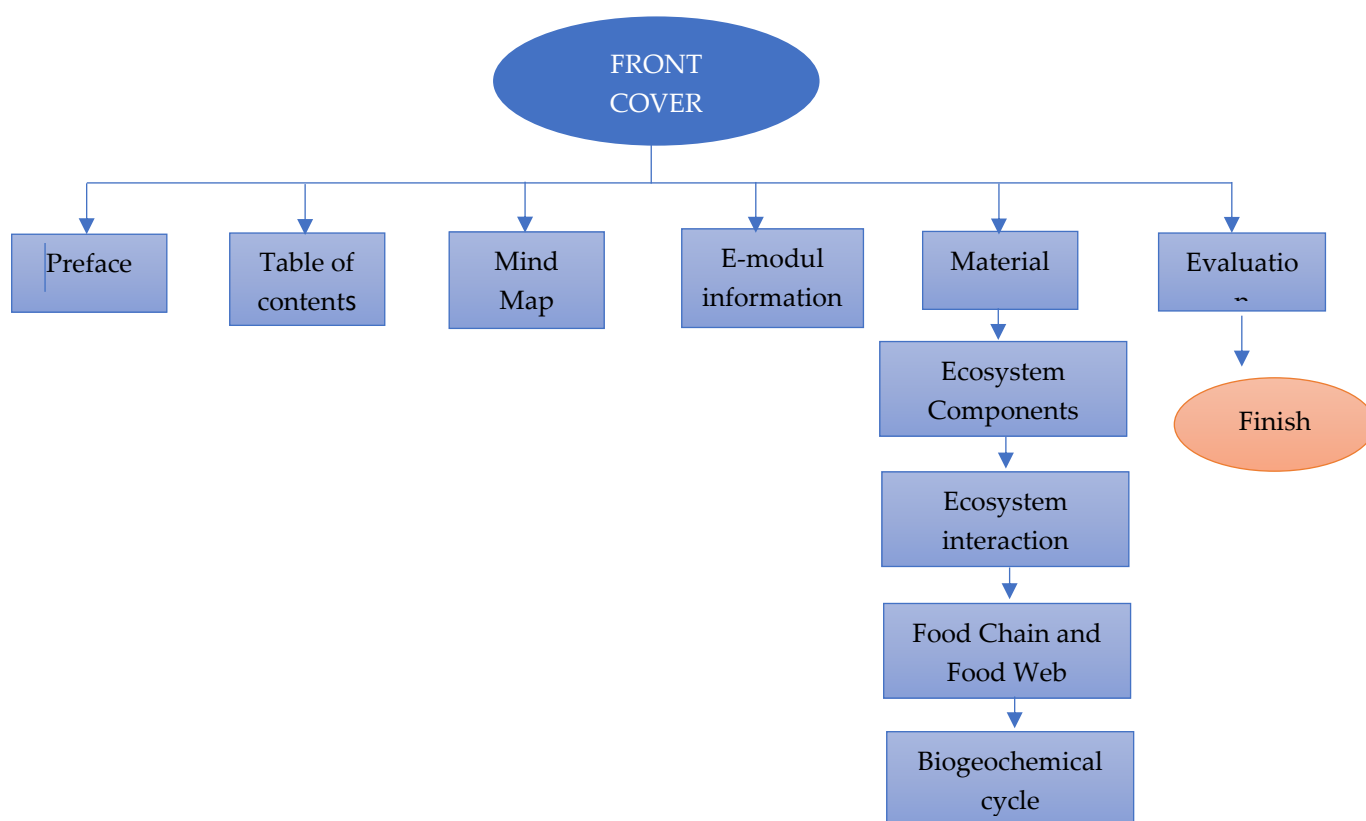 FRONT
COVER
Preface
Table of
contents
Mind
Map
E-modul
information
Material
Evaluatio
n
Ecosystem
Components
Finish
Ecosystem
interaction
Food Chain and
Food Web
Biogeochemical
cycle